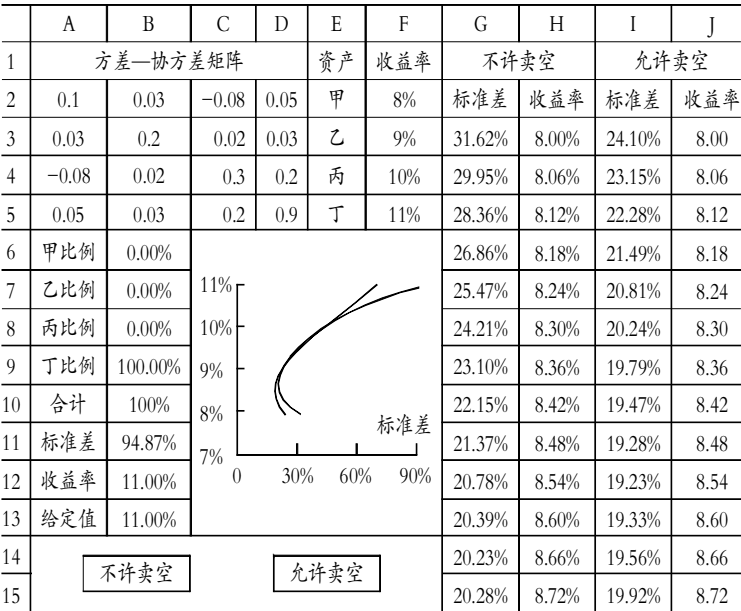 A B C D E F G H I J
1 方差—协方差矩阵 资产 收益率 不许卖空 允许卖空
2 0.1 0.03 −0.08 0.05 甲 8% 标准差 收益率 标准差 收益率
3 0.03 0.2 0.02 0.03 乙 9% 31.62% 8.00% 24.10% 8.00
4 −0.08 0.02 0.3 0.2 丙 10% 29.95% 8.06% 23.15% 8.06
5 0.05 0.03 0.2 0.9 丁 11% 28.36% 8.12% 22.28% 8.12
6 甲比例 0.00% 26.86% 8.18% 21.49% 8.18
7 乙比例 0.00% 11% 25.47% 8.24% 20.81% 8.24
8 丙比例 0.00% 10% 24.21% 8.30% 20.24% 8.30
9 丁比例 100.00% 9% 23.10% 8.36% 19.79% 8.36
10 合计 100% 8% 22.15% 8.42% 19.47% 8.42
11 标准差 94.87% 7% 标准差 21.37% 8.48% 19.28% 8.48
12 收益率 11.00% 0 30% 60% 90% 20.78% 8.54% 19.23% 8.54
13 给定值 11.00% 20.39% 8.60% 19.33% 8.60
14 不许卖空 允许卖空 20.23% 8.66% 19.56% 8.66
15 20.28% 8.72% 19.92% 8.72